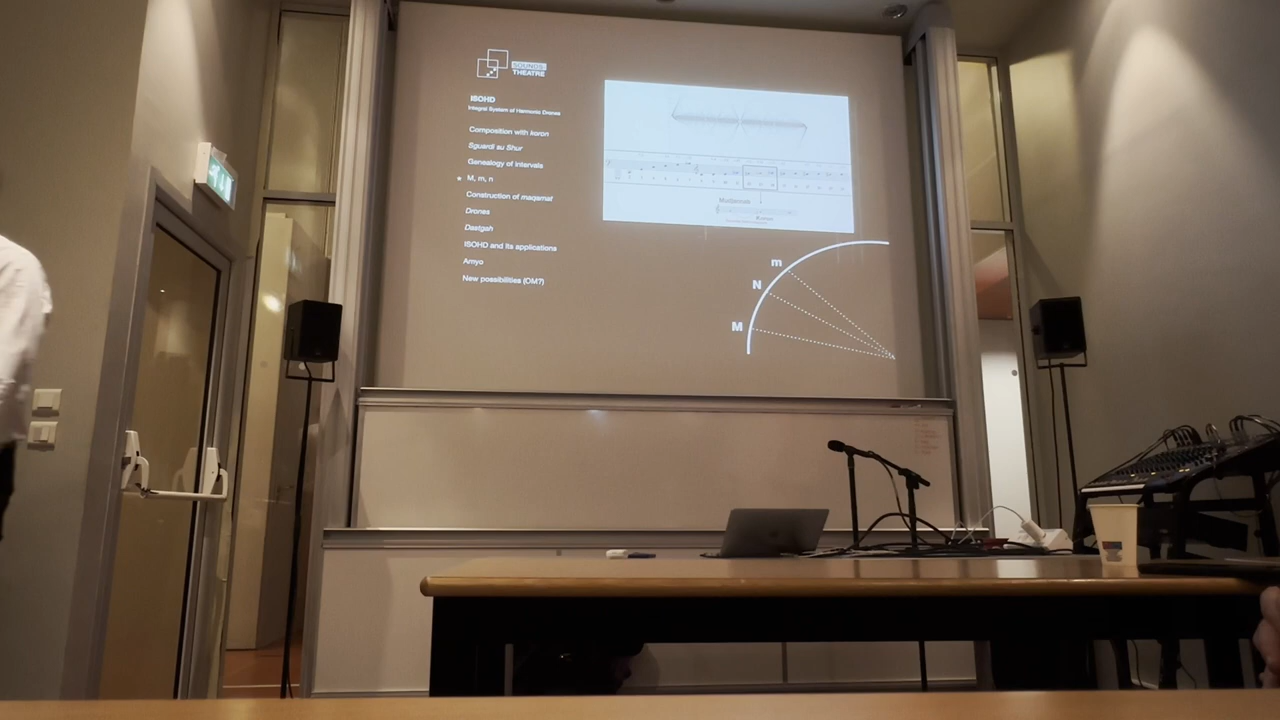 SOUNDS
THEATRE
ISOHD
Integral System of Harmonic Drones
Composition with koron
Sguardi su Shur
Genealogy of intervals
M, m, n
Construction of maqamat
Drones
Dastgah
ISOHD and its applications
Amyo
New possibilities (OM7)
m
N
M